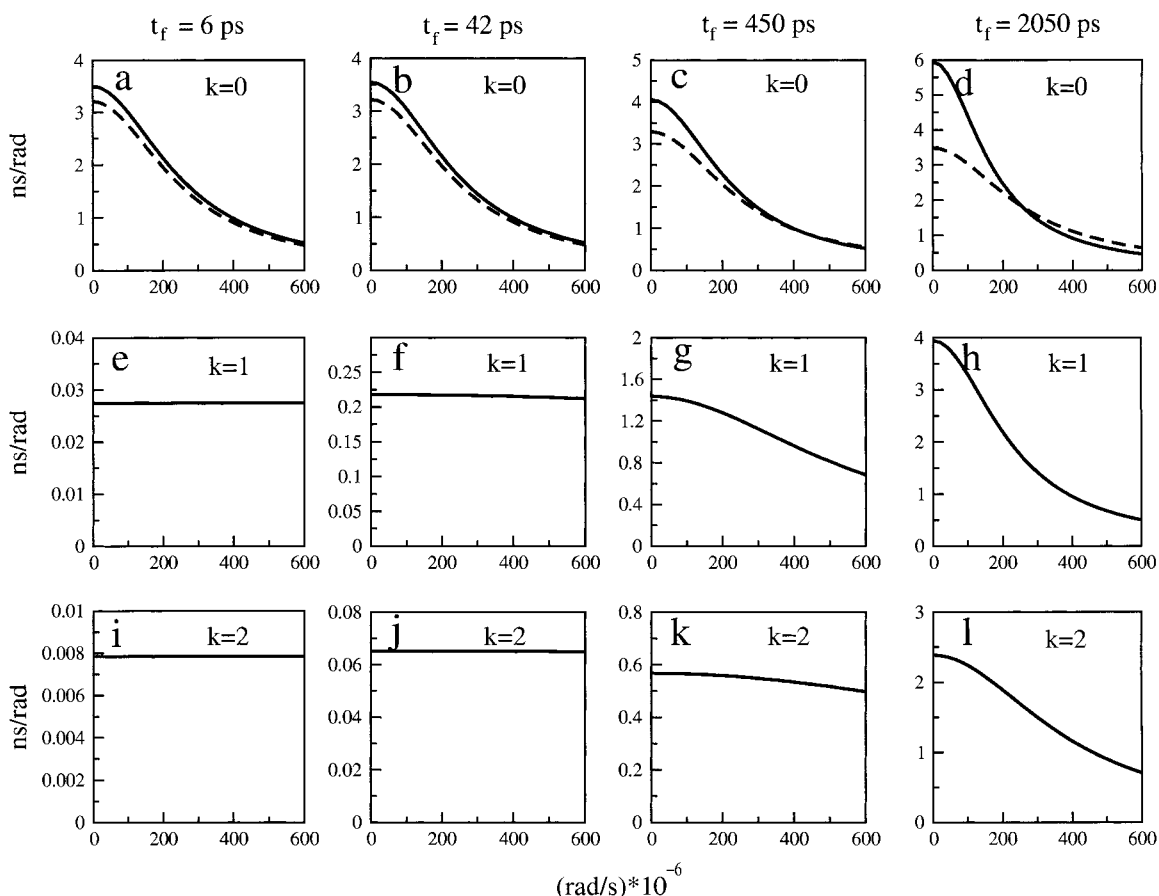 t_f = 6 ps t_f = 42 ps t_f = 450 ps t_f = 2050 ps
a k=0 b k=0 c k=0 d k=0
ns/rad
4 3 2 1 0
4 3 2 1 0
5 4 3 2 1 0
6 5 4 3 2 1 0
0 200 400 600 0 200 400 600 0 200 400 600 0 200 400 600
e k=1 f k=1 g k=1 h k=1
ns/rad
0.04 0.03 0.02 0.01 0
0.25 0.20 0.15 0.10 0.05 0
2 1.8 1.4 1.2 0.8 0.4 0
4 3 2 1 0
0 200 400 600 0 200 400 600 0 200 400 600 0 200 400 600
i k=2 j k=2 k k=2 l k=2
ns/rad
0.01 0.008 0.006 0.004 0.002 0
0.08 0.06 0.04 0.02 0
0.8 0.6 0.4 0.2 0
3 2 1 0
0 200 400 600 0 200 400 600 0 200 400 600 0 200 400 600
(rad/s)*10^-6